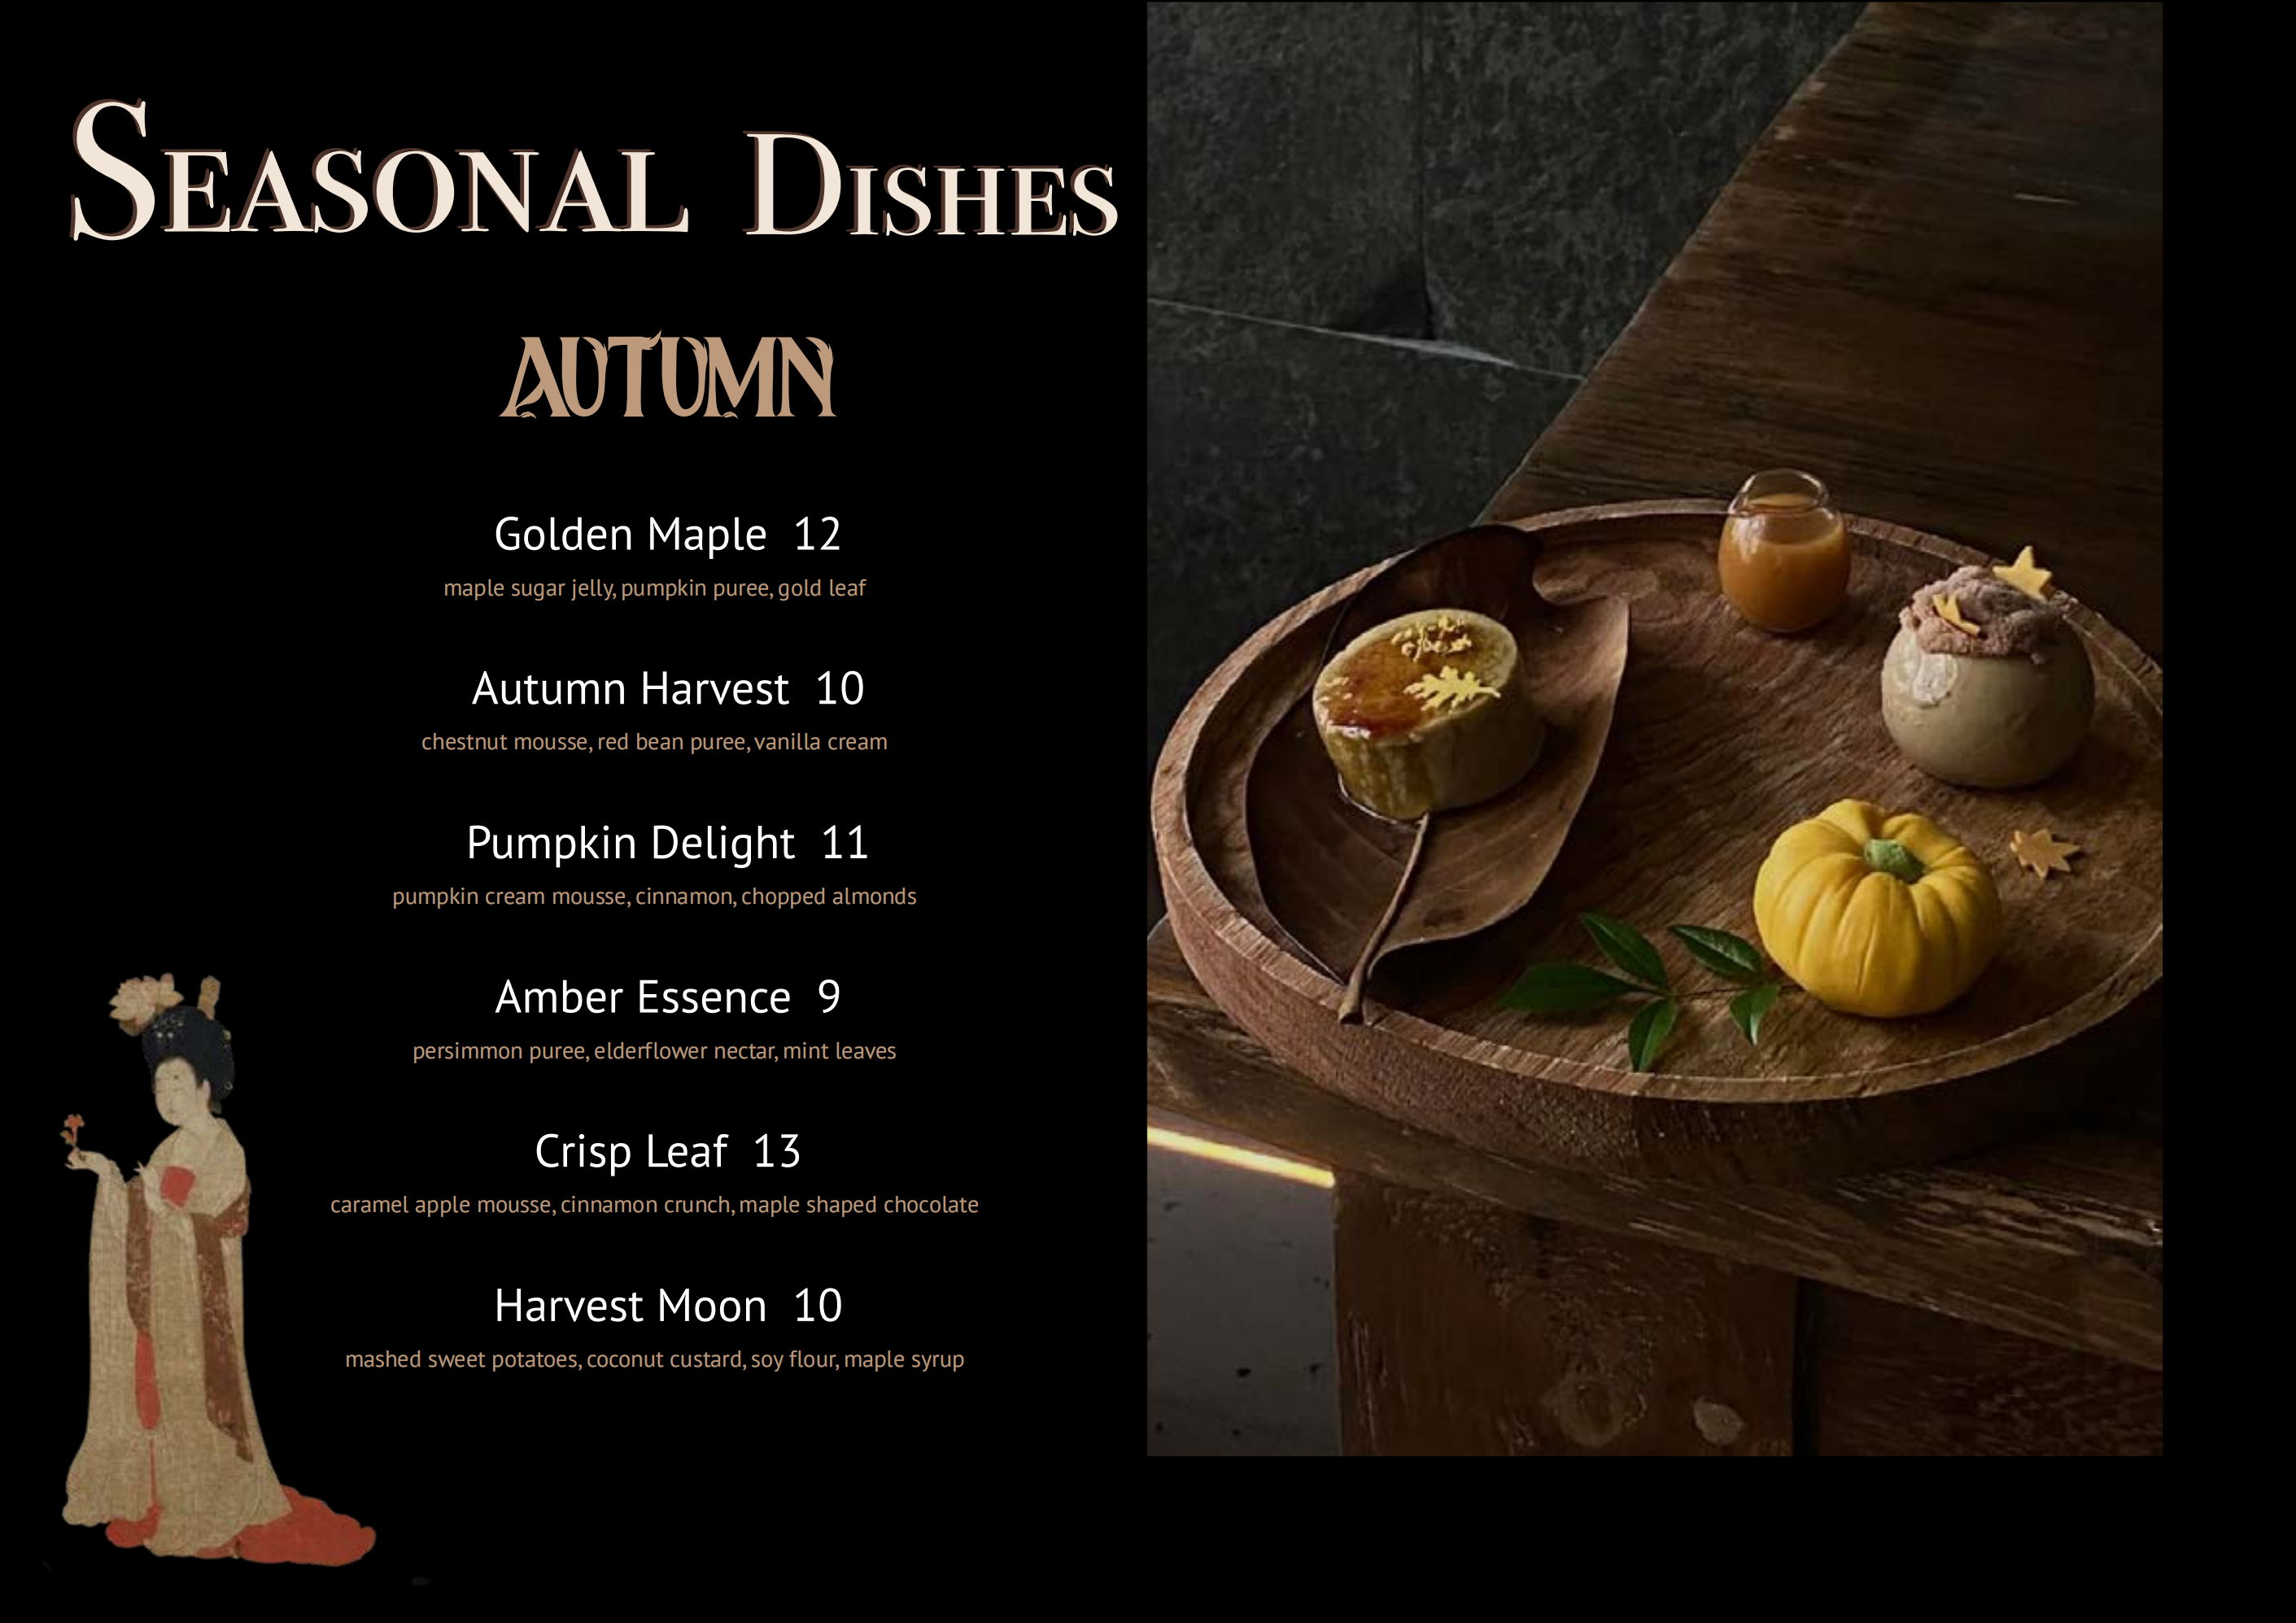 SEASONAL DISHES
AUTUMN
Golden Maple 12
maple sugar jelly, pumpkin puree, gold leaf
Autumn Harvest 10
chestnut mousse, red bean puree, vanilla cream
Pumpkin Delight 11
pumpkin cream mousse, cinnamon, chopped almonds
Amber Essence 9
persimmon puree, elderflower nectar, mint leaves
Crisp Leaf 13
caramel apple mousse, cinnamon crunch, maple shaped chocolate
Harvest Moon 10
mashed sweet potatoes, coconut custard, soy flour, maple syrup